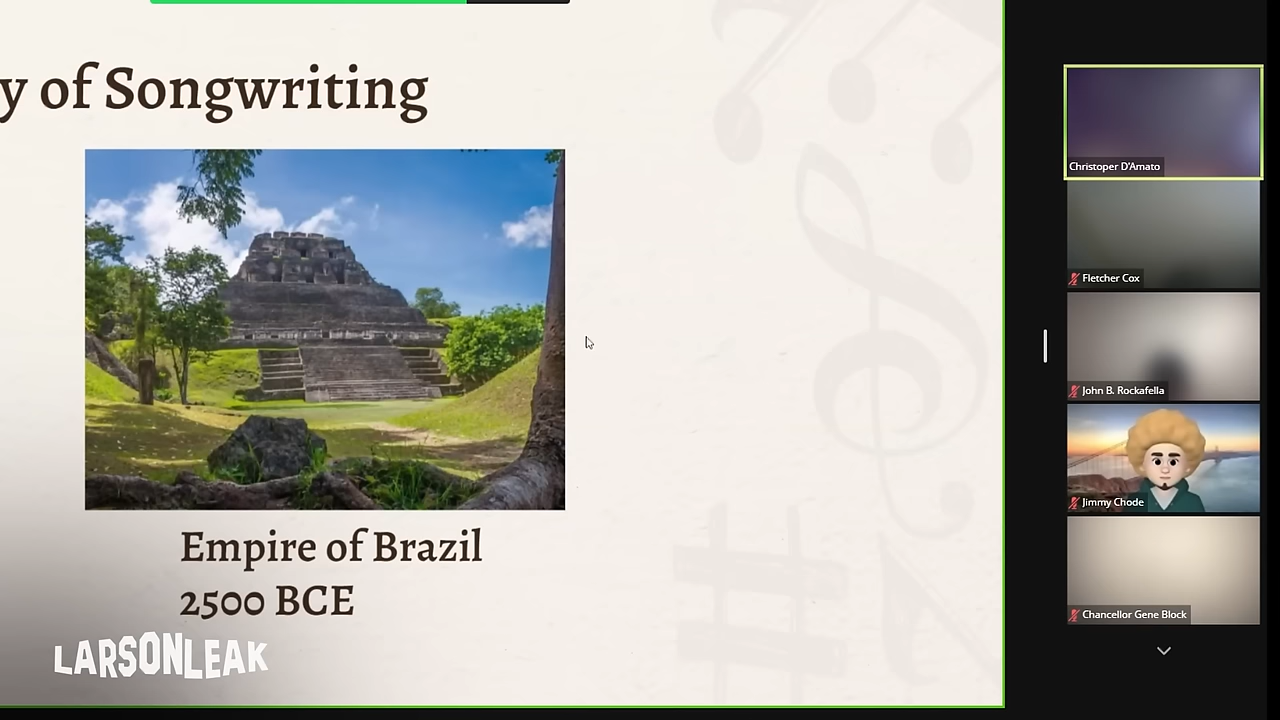 y of Songwriting
Empire of Brazil
2500 BCE
LARSONLEAK
Christoper D'Amato
Fletcher Cox
John B. Rockafella
Jimmy Chode
Chancellor Gene Block